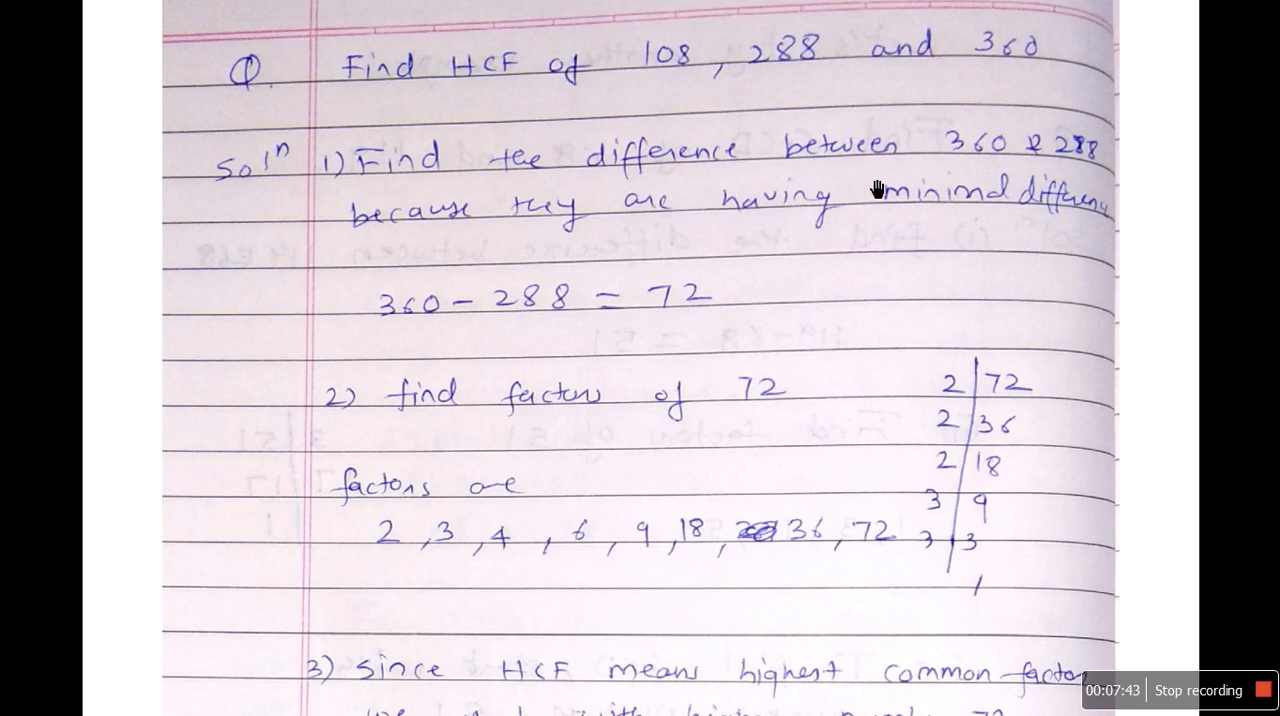 Q. Find HCF of 108, 288 and 360
Solⁿ 1) Find the difference between 360 & 288
because they are having minimal difference
360 - 288 = 72
2) find factors of 72
2 | 72
2 | 36
2 | 18
3 | 9
3 | 3
1
factors are
2, 3, 4, 6, 9, 18, 36, 72
3) since HCF means highest common factor
00:07:43 Stop recording